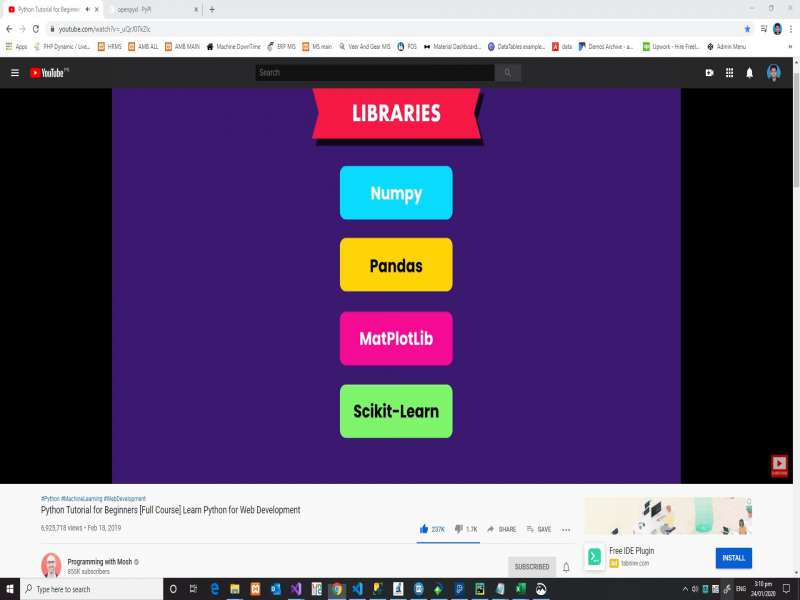 Python Tutorial for Beginners
openpyxl · PyPI
youtube.com/watch?v=_uQrJ0TkZlc
Apps
PHP Dynamic / Live...
HRMS
AMB ALL
AMB MAIN
Machine DownTime
ERP MIS
MS main
Veer And Geer MIS
POS
Material Dashboard...
DataTables example...
data
Demos Archive - a...
Upwork - Hire Freel...
Admin Menu
YouTube
Search
LIBRARIES
Numpy
Pandas
MatPlotLib
Scikit-Learn
#Python #MachineLearning #WebDevelopment
Python Tutorial for Beginners [Full Course] Learn Python for Web Development
6,925,718 views • Feb 18, 2019
237K
1.7K
SHARE
SAVE
Programming with Mosh
855K subscribers
SUBSCRIBED
Free IDE Plugin
Ad tabnine.com
INSTALL
Type here to search
ENG
3:10 pm
24/01/2020